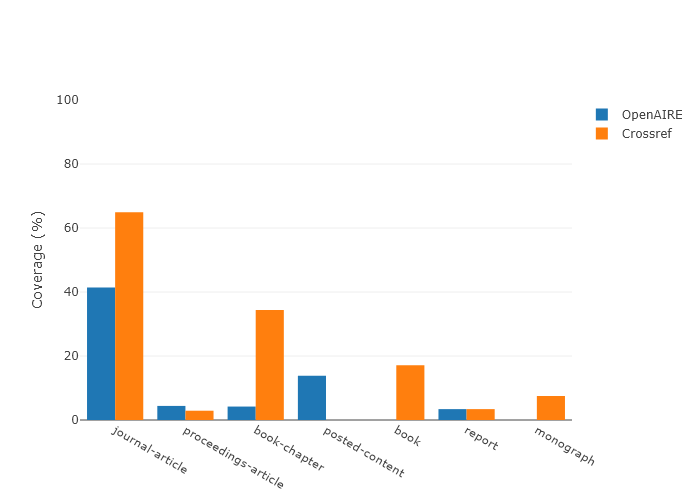 100
80
60
40
20
0
Coverage (%)
journal-article
proceedings-article
book-chapter
posted-content
book
report
monograph
OpenAIRE
Crossref